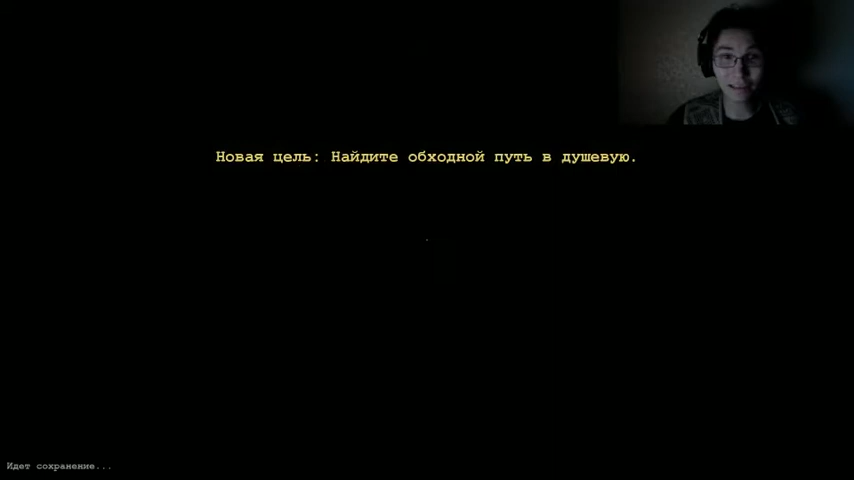 Новая цель: Найдите обходной путь в душевую.
Идет сохранение...